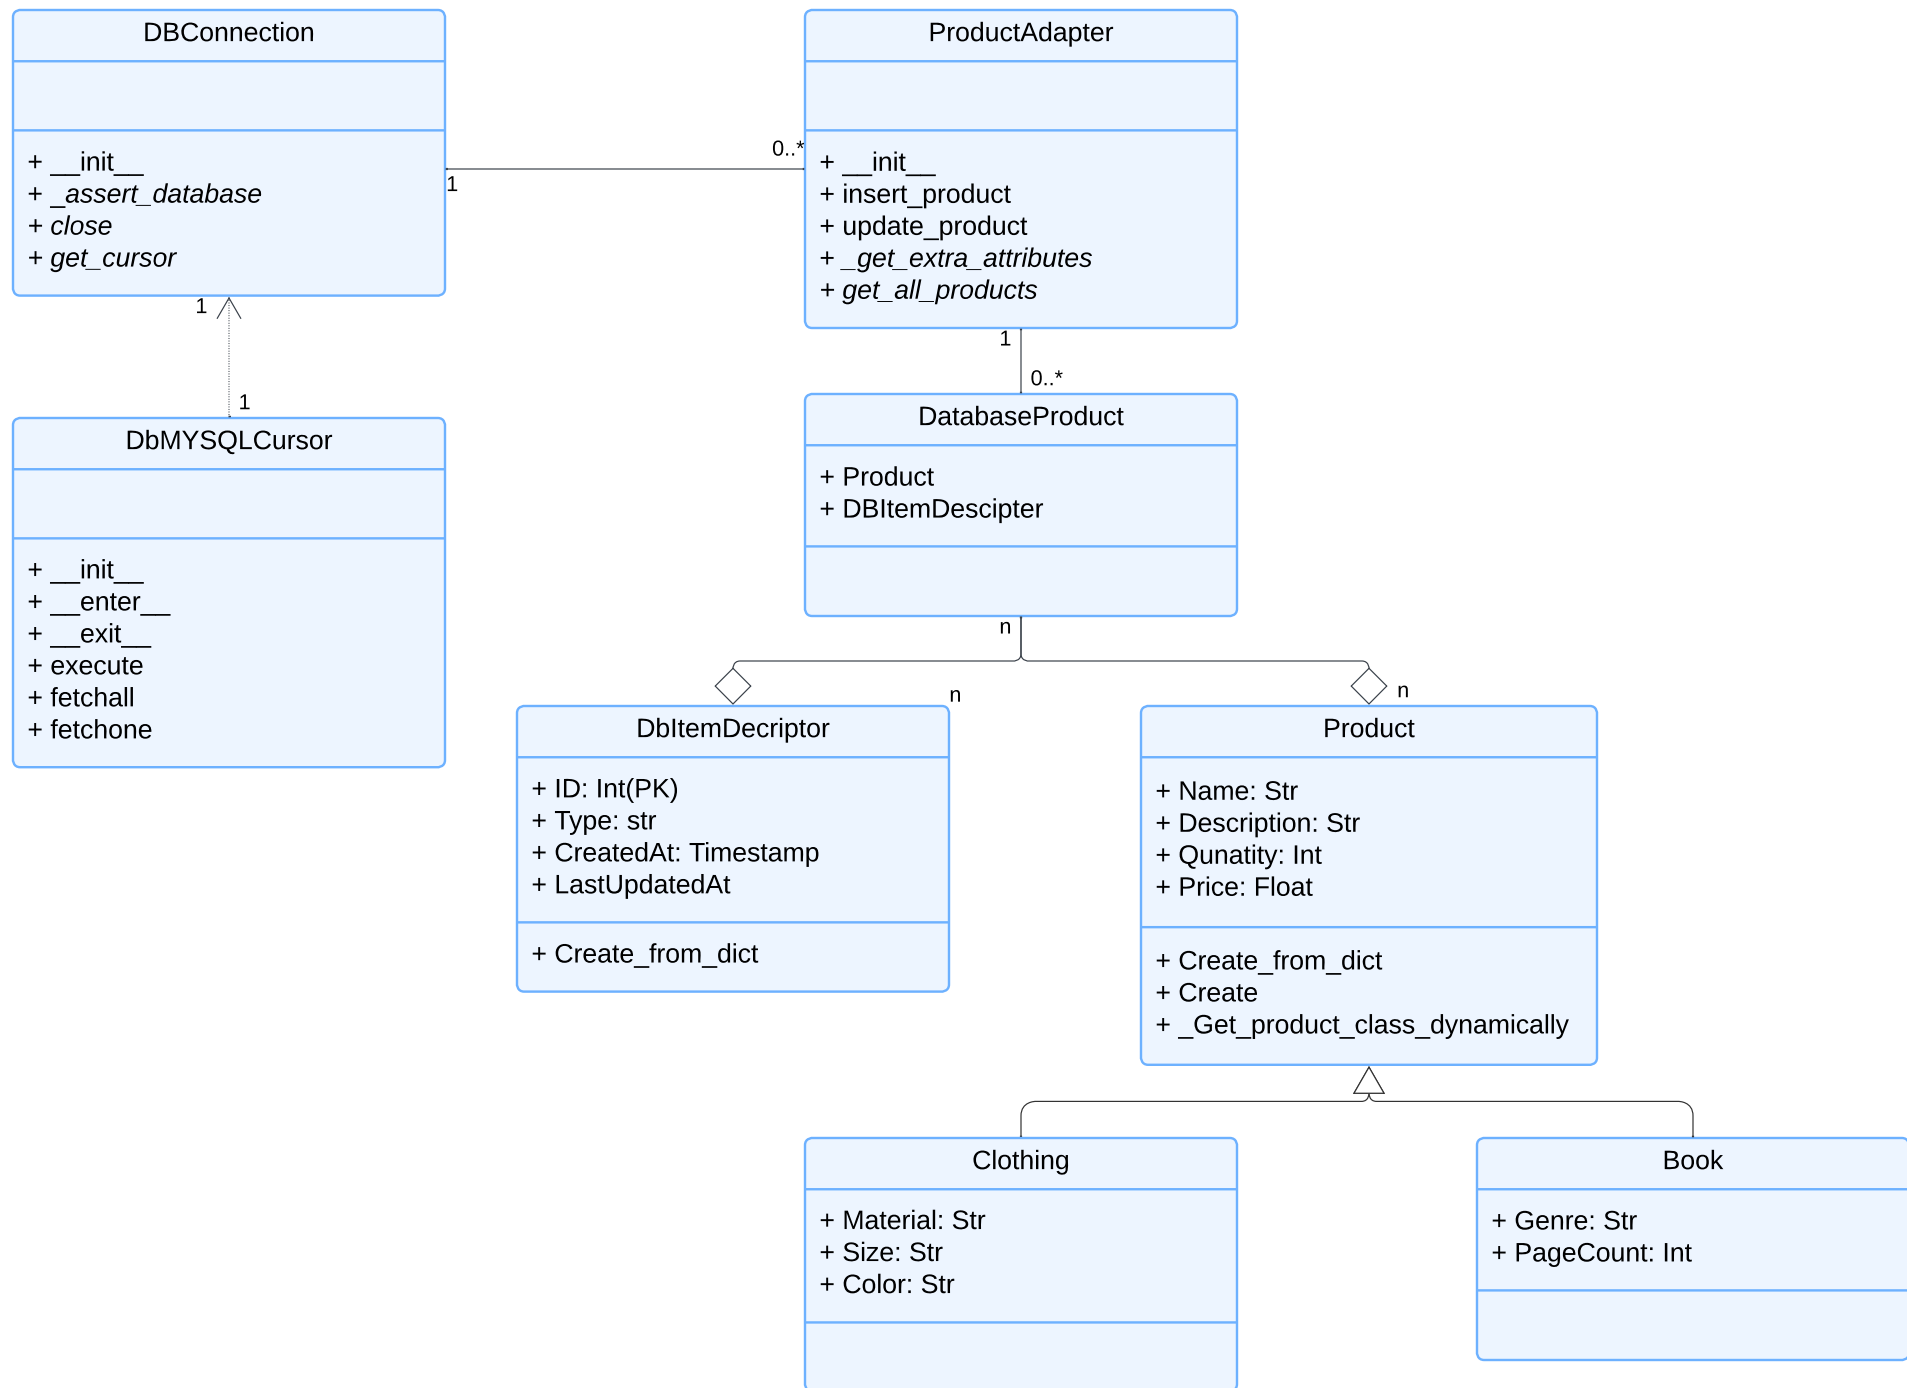 DBConnection
+ __init__
+ _assert_database
+ close
+ get_cursor
1
0..*
ProductAdapter
+ __init__
+ insert_product
+ update_product
+ _get_extra_attributes
+ get_all_products
1
1
DbMYSQLCursor
+ __init__
+ __enter__
+ __exit__
+ execute
+ fetchall
+ fetchone
1
0..*
DatabaseProduct
+ Product
+ DBItemDescipter
n
n
n
DbItemDecriptor
+ ID: Int(PK)
+ Type: str
+ CreatedAt: Timestamp
+ LastUpdatedAt
+ Create_from_dict
Product
+ Name: Str
+ Description: Str
+ Qunatity: Int
+ Price: Float
+ Create_from_dict
+ Create
+ _Get_product_class_dynamically
Clothing
+ Material: Str
+ Size: Str
+ Color: Str
Book
+ Genre: Str
+ PageCount: Int